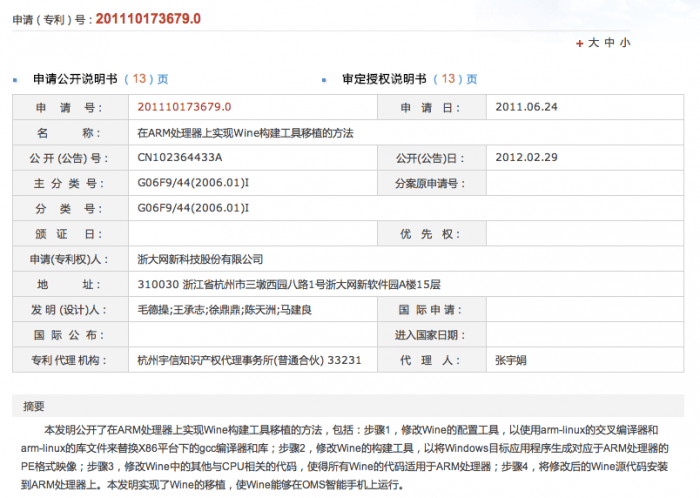 申请（专利）号：201110173679.0
+ 大 中 小
申请公开说明书 （13）页
审定授权说明书 （13）页
申 请 号： 201110173679.0 申 请 日： 2011.06.24
名 称： 在ARM处理器上实现Wine构建工具移植的方法
公 开 (公告) 号： CN102364433A 公开(公告)日： 2012.02.29
主 分 类 号： G06F9/44(2006.01)I 分案原申请号：
分 类 号： G06F9/44(2006.01)I
颁 证 日： 优 先 权：
申请(专利权)人： 浙大网新科技股份有限公司
地 址： 310030 浙江省杭州市三墩西园八路1号浙大网新软件园A楼15层
发 明 (设计)人： 毛德操;王承志;徐鼎鼎;陈天洲;马建良 国 际 申 请：
国 际 公 布： 进入国家日期：
专利 代理 机构： 杭州宇信知识产权代理事务所(普通合伙) 33231 代 理 人： 张宇娟
摘要
本发明公开了在ARM处理器上实现Wine构建工具移植的方法，包括：步骤1，修改Wine的配置工具，以使用arm-linux的交叉编译器和
arm-linux的库文件来替换X86平台下的gcc编译器和库；步骤2，修改Wine的构建工具，以将Windows目标应用程序生成对应于ARM处理器的
PE格式映像；步骤3，修改Wine中的其他与CPU相关的代码，使得所有Wine的代码适用于ARM处理器；步骤4，将修改后的Wine源代码安装
到ARM处理器上。本发明实现了Wine的移植，使Wine能够在OMS智能手机上运行。